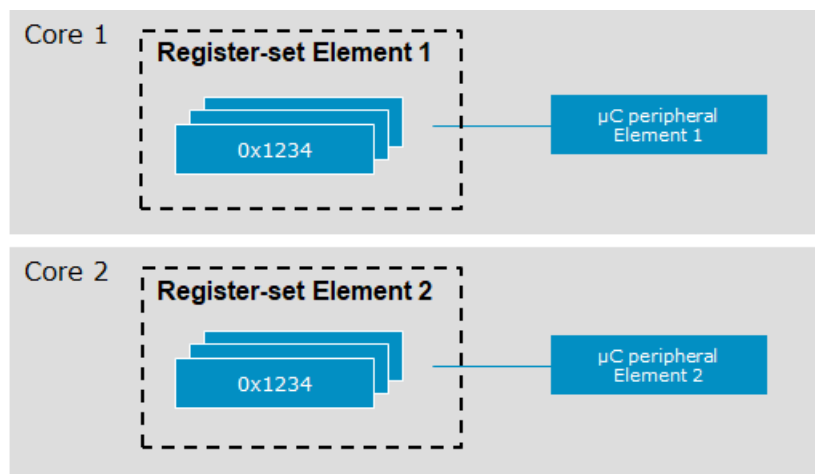 Core 1
Register-set Element 1
0x1234
µC peripheral
Element 1
Core 2
Register-set Element 2
0x1234
µC peripheral
Element 2